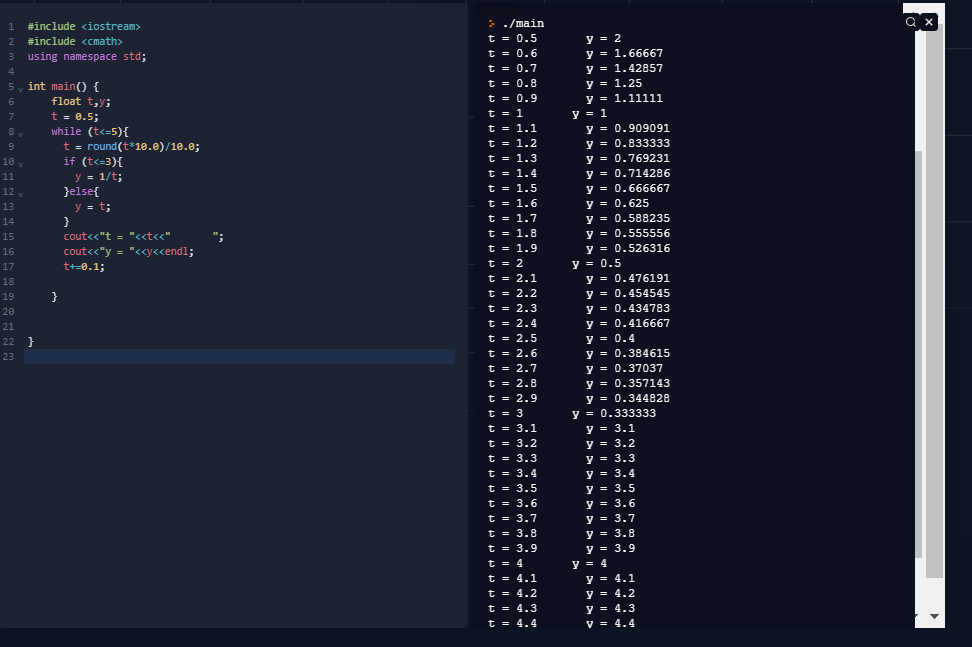 1 #include <iostream>
2 #include <cmath>
3 using namespace std;
4
5 int main() {
6     float t,y;
7     t = 0.5;
8     while (t<=5){
9       t = round(t*10.0)/10.0;
10       if (t<=3){
11         y = 1/t;
12       }else{
13         y = t;
14       }
15       cout<<"t = "<<t<<"       ";
16       cout<<"y = "<<y<<endl;
17       t+=0.1;
18
19     }
20
21
22 }
23
> ./main
t = 0.5       y = 2
t = 0.6       y = 1.66667
t = 0.7       y = 1.42857
t = 0.8       y = 1.25
t = 0.9       y = 1.11111
t = 1       y = 1
t = 1.1       y = 0.909091
t = 1.2       y = 0.833333
t = 1.3       y = 0.769231
t = 1.4       y = 0.714286
t = 1.5       y = 0.666667
t = 1.6       y = 0.625
t = 1.7       y = 0.588235
t = 1.8       y = 0.555556
t = 1.9       y = 0.526316
t = 2       y = 0.5
t = 2.1       y = 0.476191
t = 2.2       y = 0.454545
t = 2.3       y = 0.434783
t = 2.4       y = 0.416667
t = 2.5       y = 0.4
t = 2.6       y = 0.384615
t = 2.7       y = 0.37037
t = 2.8       y = 0.357143
t = 2.9       y = 0.344828
t = 3       y = 0.333333
t = 3.1       y = 3.1
t = 3.2       y = 3.2
t = 3.3       y = 3.3
t = 3.4       y = 3.4
t = 3.5       y = 3.5
t = 3.6       y = 3.6
t = 3.7       y = 3.7
t = 3.8       y = 3.8
t = 3.9       y = 3.9
t = 4       y = 4
t = 4.1       y = 4.1
t = 4.2       y = 4.2
t = 4.3       y = 4.3
t = 4.4       y = 4.4